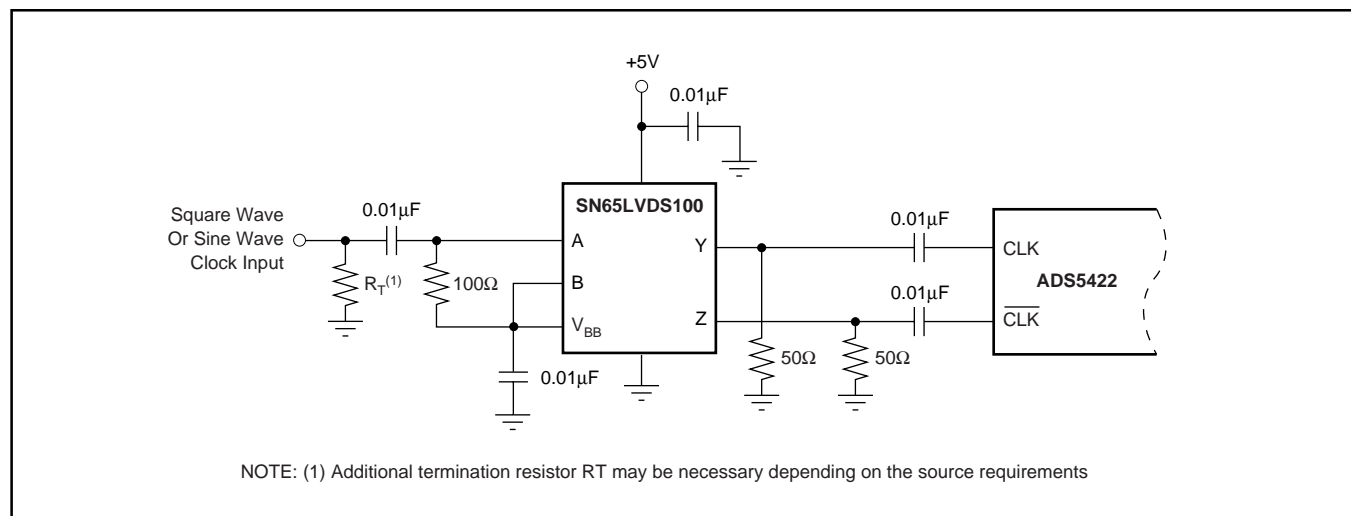 +5V
0.01µF
SN65LVDS100
Square Wave
Or Sine Wave
Clock Input
0.01µF
R_T(1)
100Ω
A
B
V_BB
0.01µF
Y
Z
0.01µF
0.01µF
50Ω
50Ω
CLK
ADS5422
C̅L̅K̅
NOTE: (1) Additional termination resistor RT may be necessary depending on the source requirements